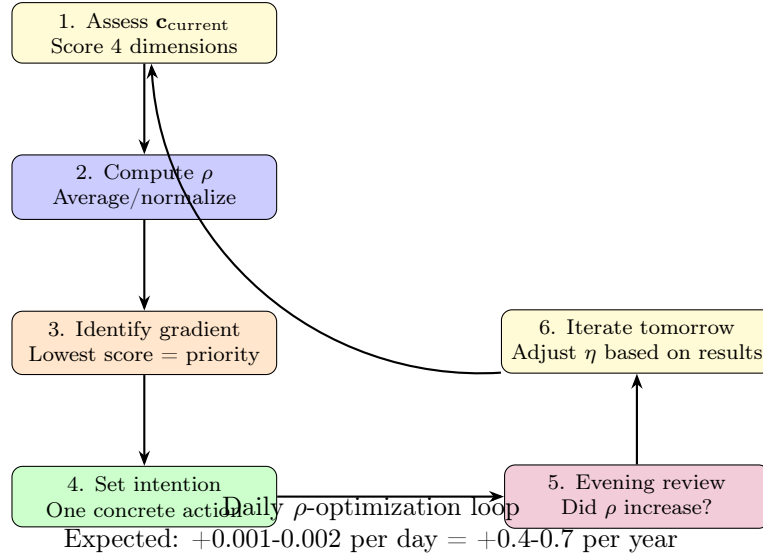 1. Assess c_current
Score 4 dimensions
2. Compute ρ
Average/normalize
3. Identify gradient
Lowest score = priority
6. Iterate tomorrow
Adjust η based on results
4. Set intention
One concrete action
5. Evening review
Did ρ increase?
Daily ρ-optimization loop
Expected: +0.001-0.002 per day = +0.4-0.7 per year